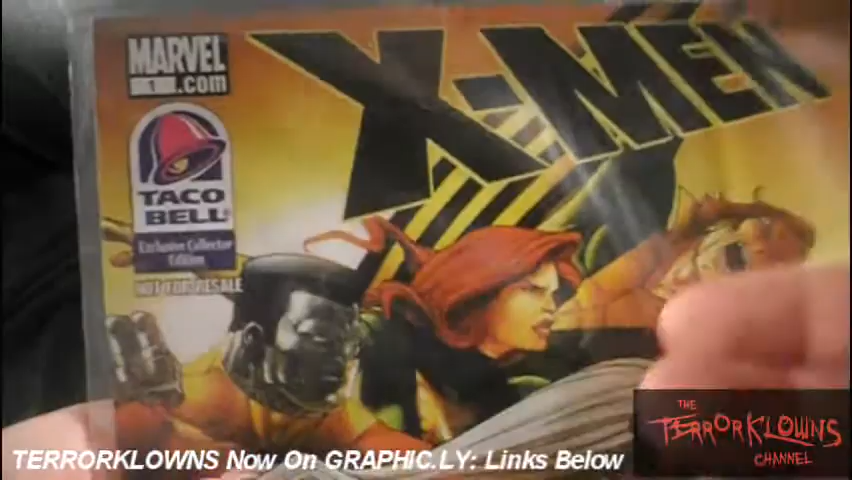 MARVEL
1 .com
X-MEN
TACO
BELL
Exclusive Collector
Edition
NOT FOR RESALE
THE
TERRORKLOWNS
CHANNEL
TERRORKLOWNS Now On GRAPHIC.LY: Links Below